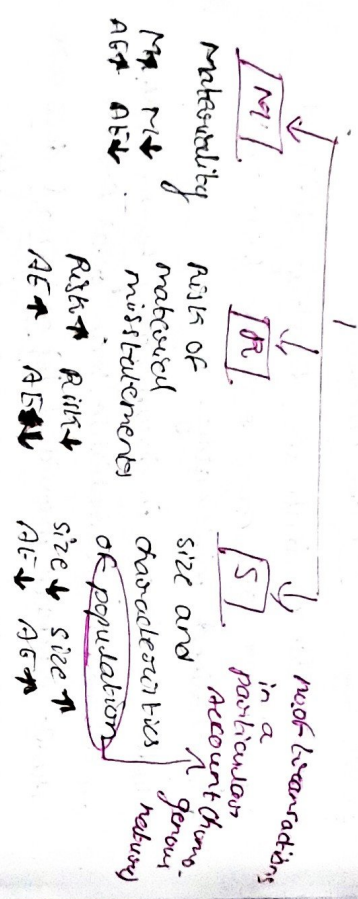 M
Materiality
M↑ M↓
AE↑ AE↓
R
Risk of
material
misstatements
Risk↑ Risk↓
AE↑ AE↓
S
size and
characteristics
of population
size↓ size↑
AE↓ AE↑
no. of transactions
in a
particular
Account (homo-
genous
nature)